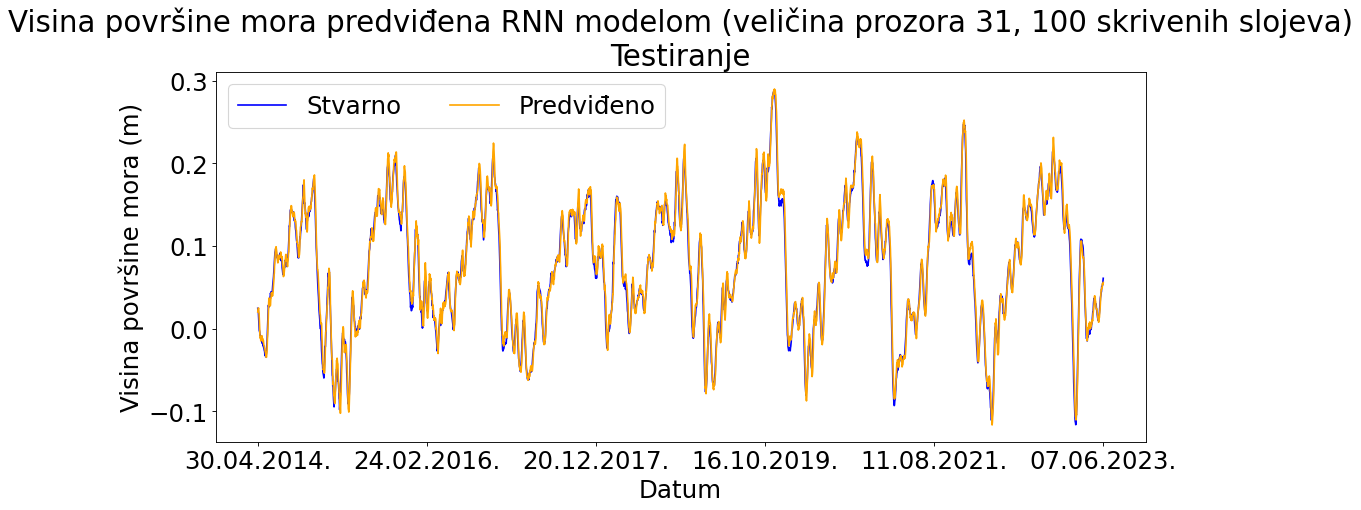 Visina površine mora predviđena RNN modelom (veličina prozora 31, 100 skrivenih slojeva)
Testiranje
Stvarno
Predviđeno
Visina površine mora (m)
0.3
0.2
0.1
0.0
−0.1
30.04.2014.
24.02.2016.
20.12.2017.
16.10.2019.
11.08.2021.
07.06.2023.
Datum